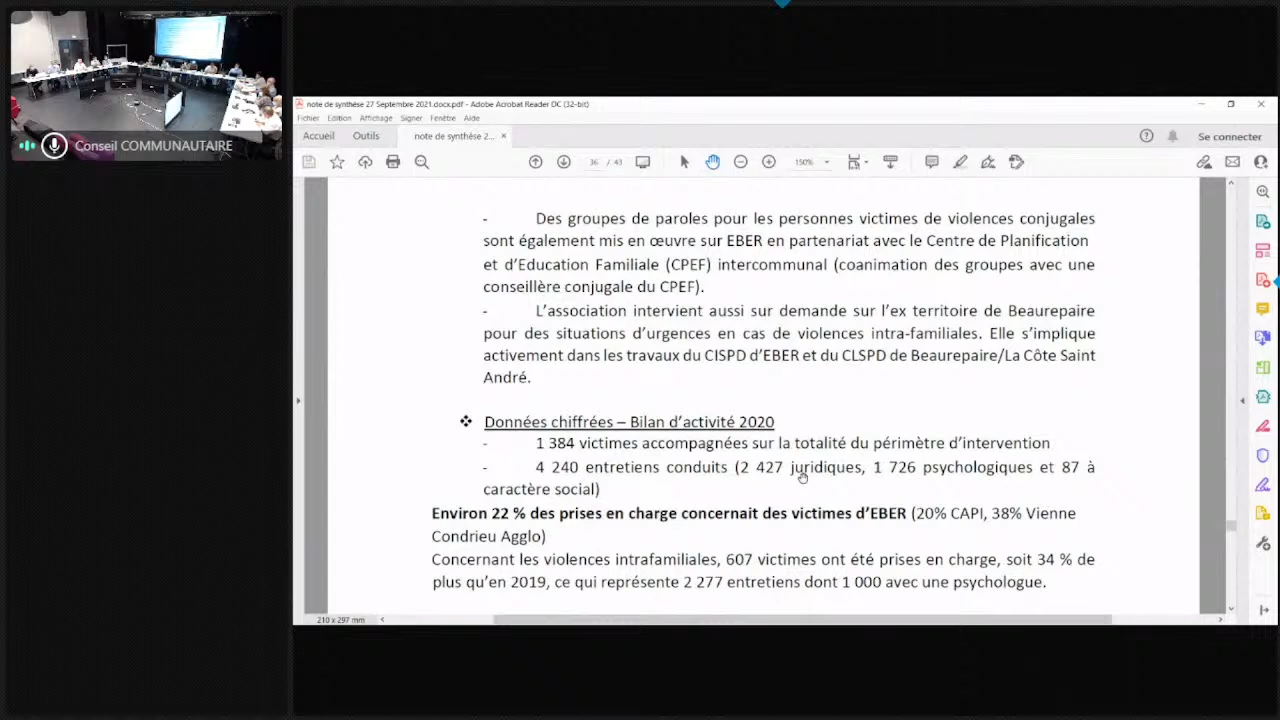 Conseil COMMUNAUTAIRE
note de synthèse 27 Septembre 2021.docx.pdf - Adobe Acrobat Reader DC (32-bit)
Fichier Edition Affichage Signer Fenêtre Aide
Accueil Outils note de synthèse 2... × Se connecter
36 / 43 150%
- Des groupes de paroles pour les personnes victimes de violences conjugales
sont également mis en œuvre sur EBER en partenariat avec le Centre de Planification
et d’Education Familiale (CPEF) intercommunal (coanimation des groupes avec une
conseillère conjugale du CPEF).
- L’association intervient aussi sur demande sur l’ex territoire de Beaurepaire
pour des situations d’urgences en cas de violences intra-familiales. Elle s’implique
activement dans les travaux du CISPD d’EBER et du CLSPD de Beaurepaire/La Côte Saint
André.
❖ Données chiffrées – Bilan d’activité 2020
- 1 384 victimes accompagnées sur la totalité du périmètre d’intervention
- 4 240 entretiens conduits (2 427 juridiques, 1 726 psychologiques et 87 à
caractère social)
Environ 22 % des prises en charge concernait des victimes d’EBER (20% CAPI, 38% Vienne
Condrieu Agglo)
Concernant les violences intrafamiliales, 607 victimes ont été prises en charge, soit 34 % de
plus qu’en 2019, ce qui représente 2 277 entretiens dont 1 000 avec une psychologue.
210 x 297 mm